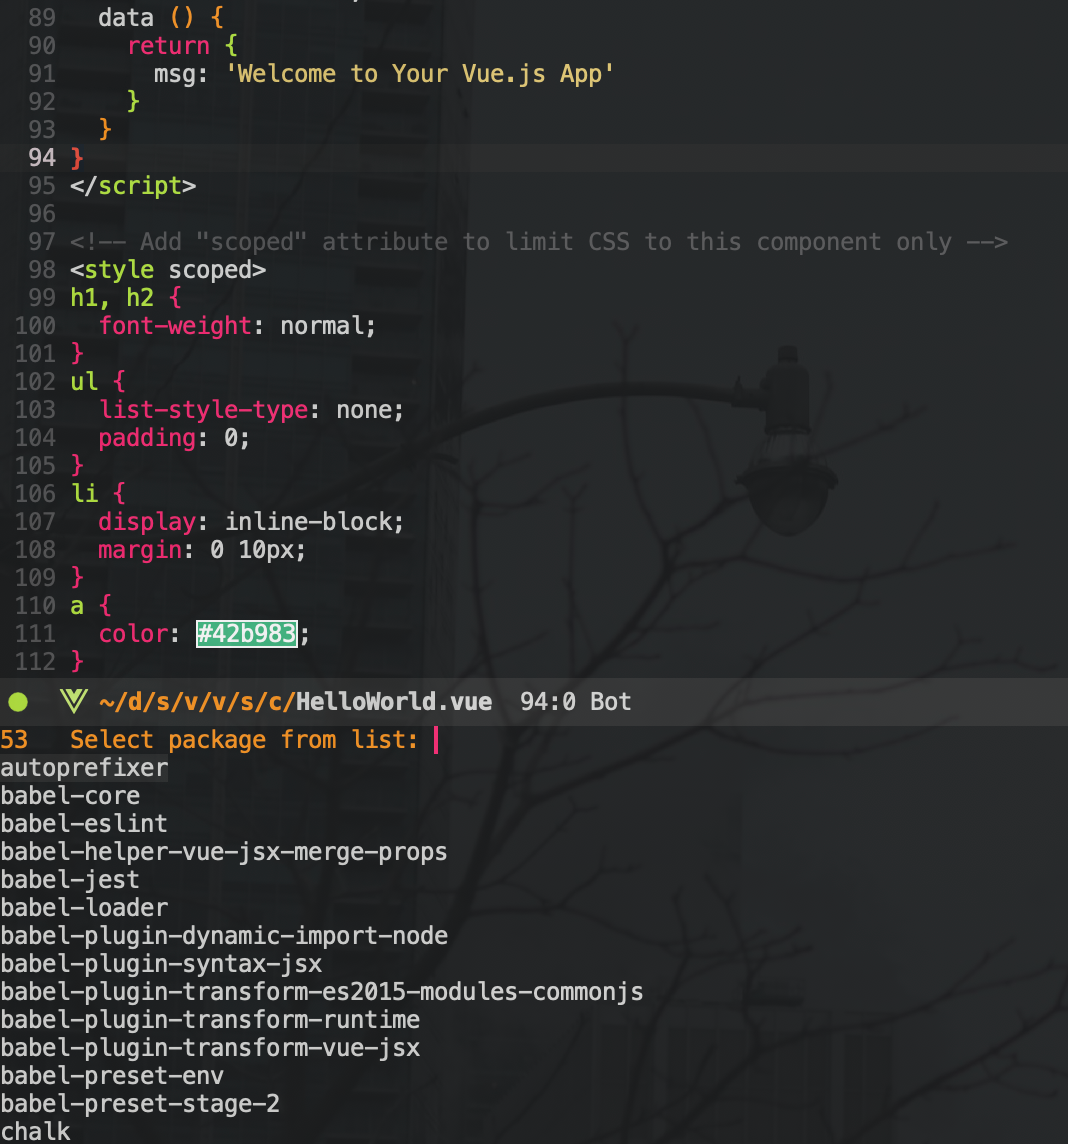 89 data () {
90 return {
91 msg: 'Welcome to Your Vue.js App'
92 }
93 }
94 }
95 </script>
96
97 <!-- Add "scoped" attribute to limit CSS to this component only -->
98 <style scoped>
99 h1, h2 {
100 font-weight: normal;
101 }
102 ul {
103 list-style-type: none;
104 padding: 0;
105 }
106 li {
107 display: inline-block;
108 margin: 0 10px;
109 }
110 a {
111 color: #42b983;
112 }
~/d/s/v/v/s/c/HelloWorld.vue 94:0 Bot
53 Select package from list:
autoprefixer
babel-core
babel-eslint
babel-helper-vue-jsx-merge-props
babel-jest
babel-loader
babel-plugin-dynamic-import-node
babel-plugin-syntax-jsx
babel-plugin-transform-es2015-modules-commonjs
babel-plugin-transform-runtime
babel-plugin-transform-vue-jsx
babel-preset-env
babel-preset-stage-2
chalk